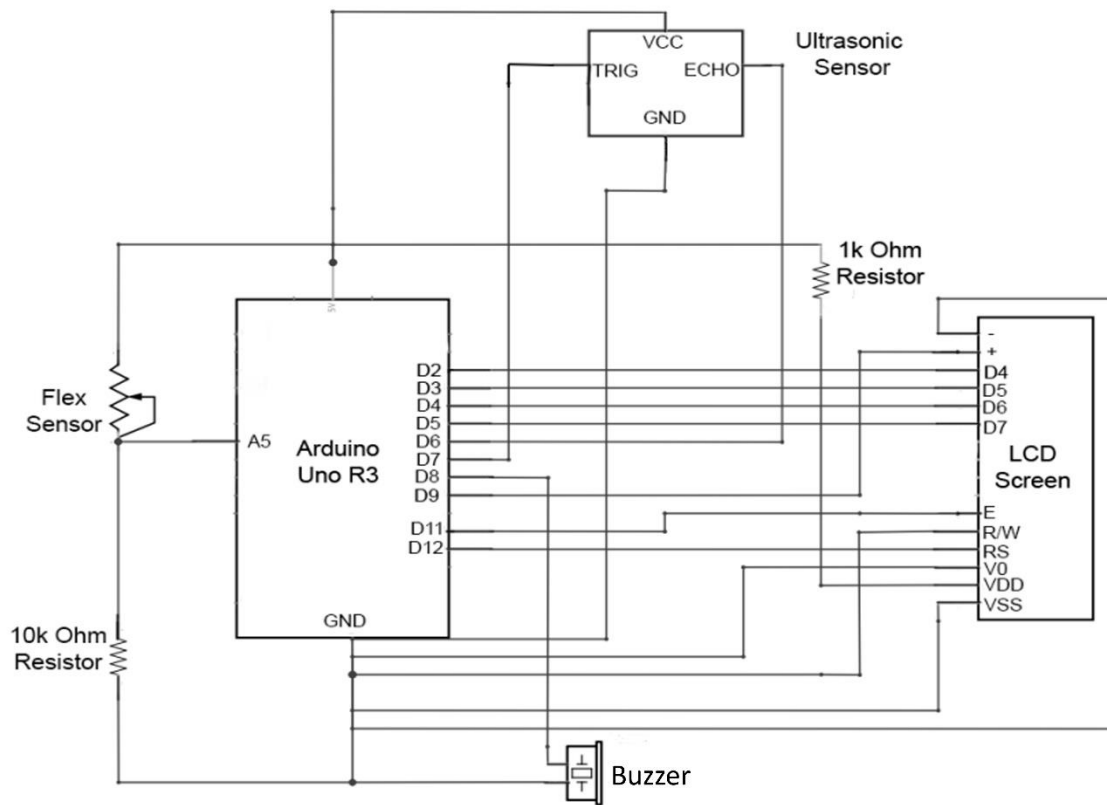 VCC
TRIG ECHO
GND
Ultrasonic
Sensor
1k Ohm
Resistor
5V
-
+
D4
D5
D6
D7
LCD
Screen
E
R/W
RS
V0
VDD
VSS
D2
D3
D4
D5
D6
D7
D8
D9
D11
D12
Flex
Sensor
A5
Arduino
Uno R3
GND
10k Ohm
Resistor
Buzzer